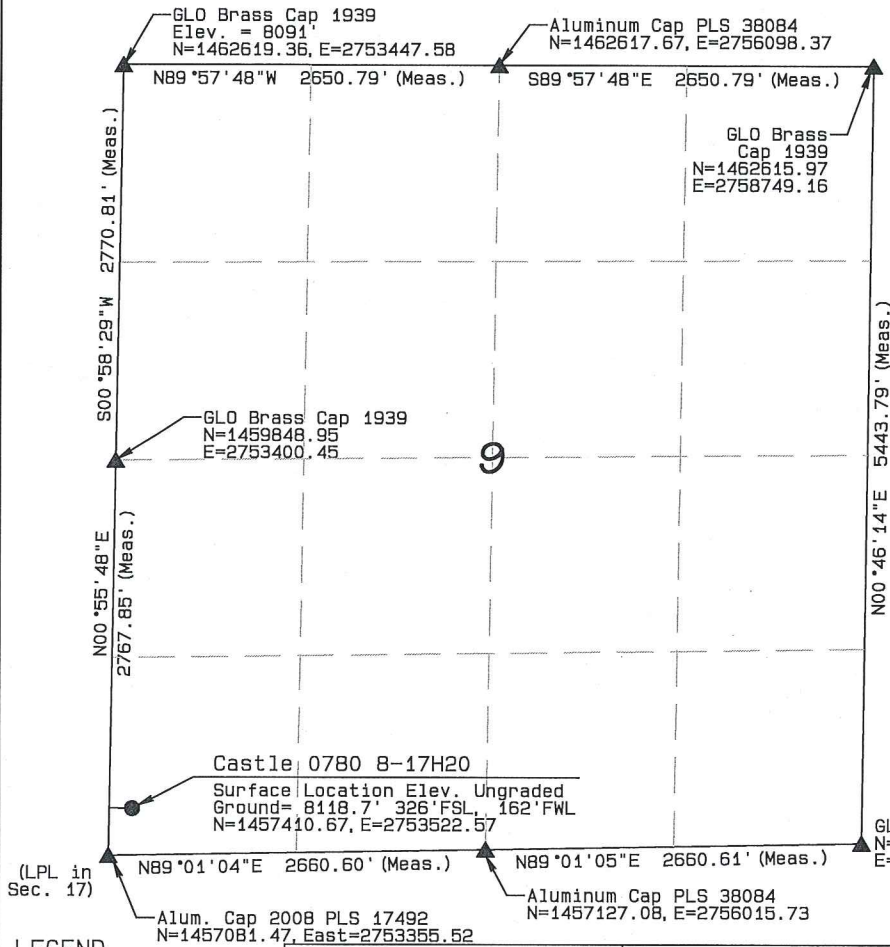 GLO Brass Cap 1939
Elev. = 8091'
N=1462619.36, E=2753447.58
Aluminum Cap PLS 38084
N=1462617.67, E=2756098.37
N89°57'48"W 2650.79' (Meas.)
S89°57'48"E 2650.79' (Meas.)
GLO Brass
Cap 1939
N=1462615.97
E=2758749.16
S00°58'29"W 2770.81' (Meas.)
GLO Brass Cap 1939
N=1459848.95
E=2753400.45
9
N00°46'14"E 5443.79' (Meas.)
N00°55'48"E
2767.85' (Meas.)
Castle 0780 8-17H20
Surface Location Elev. Ungraded
Ground= 8118.7' 326'FSL, 162'FWL
N=1457410.67, E=2753522.57
GL
N=
E=
(LPL in
Sec. 17)
N89°01'04"E 2660.60' (Meas.)
N89°01'05"E 2660.61' (Meas.)
Aluminum Cap PLS 38084
N=1457127.08, E=2756015.73
Alum. Cap 2008 PLS 17492
N=1457081.47, East=2753355.52
LEGEND